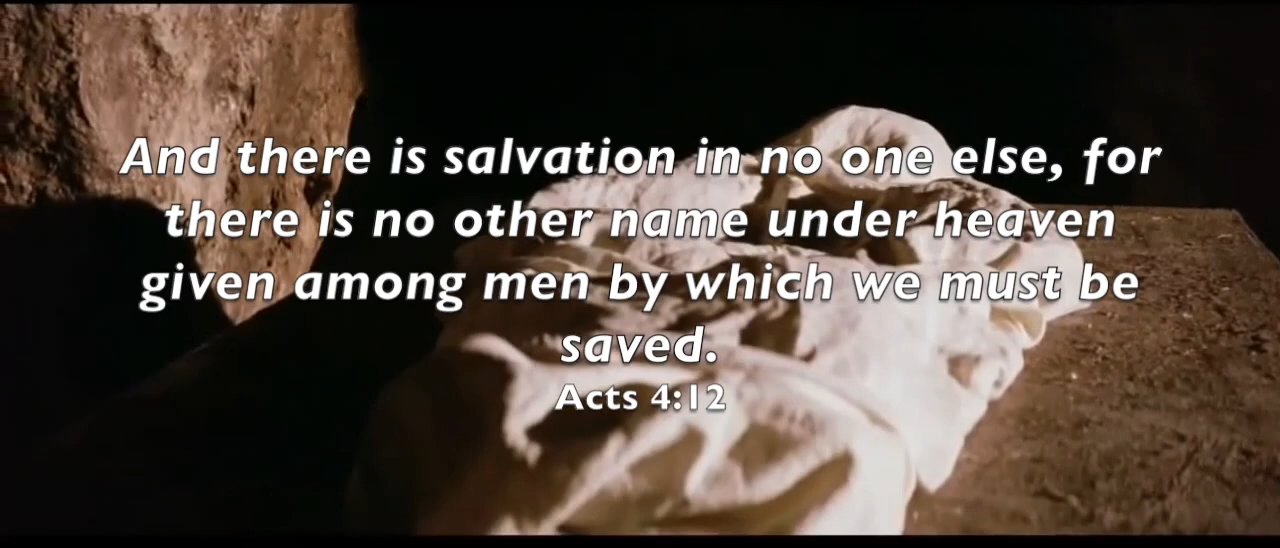 And there is salvation in no one else, for
there is no other name under heaven
given among men by which we must be
saved.
Acts 4:12